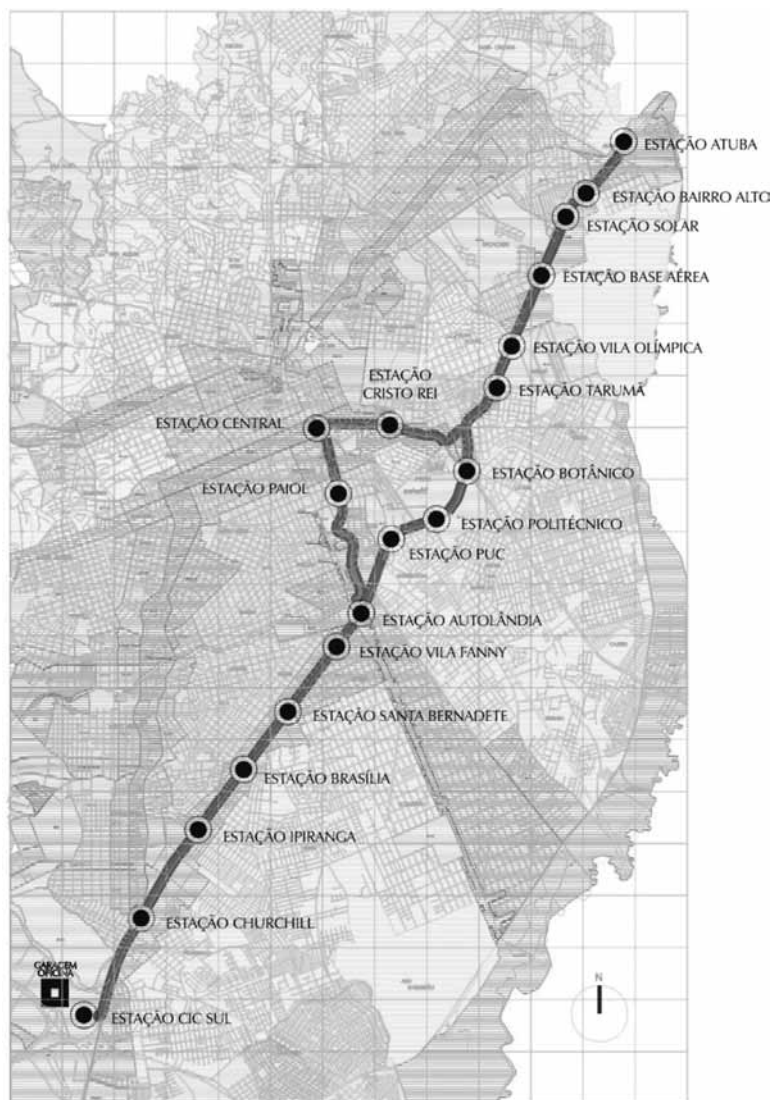 ESTAÇÃO ATUBA
ESTAÇÃO BAIRRO ALTO
ESTAÇÃO SOLAR
ESTAÇÃO BASE AÉREA
ESTAÇÃO VILA OLÍMPICA
ESTAÇÃO
CRISTO REI
ESTAÇÃO TARUMÃ
ESTAÇÃO CENTRAL
ESTAÇÃO BOTÂNICO
ESTAÇÃO PAIOL
ESTAÇÃO POLITÉCNICO
ESTAÇÃO PUC
ESTAÇÃO AUTOLÂNDIA
ESTAÇÃO VILA FANNY
ESTAÇÃO SANTA BERNADETE
ESTAÇÃO BRASÍLIA
ESTAÇÃO IPIRANGA
ESTAÇÃO CHURCHILL
GARAGEM
OFICINA
N
ESTAÇÃO CIC SUL